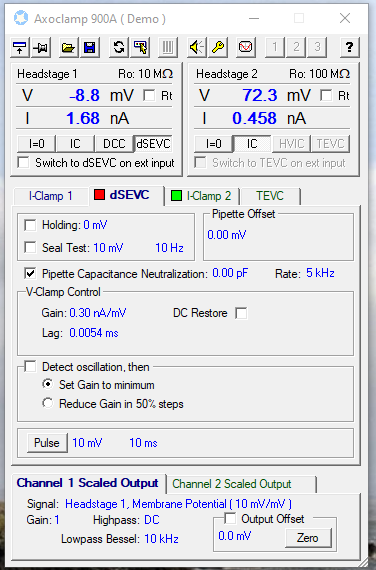 Axoclamp 900A ( Demo )
1 2 3 ?
Headstage 1 Ro: 10 MΩ
V -8.8 mV Rt
I 1.68 nA
I=0 IC DCC dSEVC
Switch to dSEVC on ext input
Headstage 2 Ro: 100 MΩ
V 72.3 mV Rt
I 0.458 nA
I=0 IC HVIC TEVC
Switch to TEVC on ext input
I-Clamp 1 dSEVC I-Clamp 2 TEVC
Holding: 0 mV
Seal Test: 10 mV 10 Hz
Pipette Offset
0.00 mV
Pipette Capacitance Neutralization: 0.00 pF Rate: 5 kHz
V-Clamp Control
Gain: 0.30 nA/mV DC Restore
Lag: 0.0054 ms
Detect oscillation, then
Set Gain to minimum
Reduce Gain in 50% steps
Pulse 10 mV 10 ms
Channel 1 Scaled Output Channel 2 Scaled Output
Signal: Headstage 1, Membrane Potential ( 10 mV/mV )
Gain: 1 Highpass: DC
Lowpass Bessel: 10 kHz
Output Offset
0.0 mV Zero